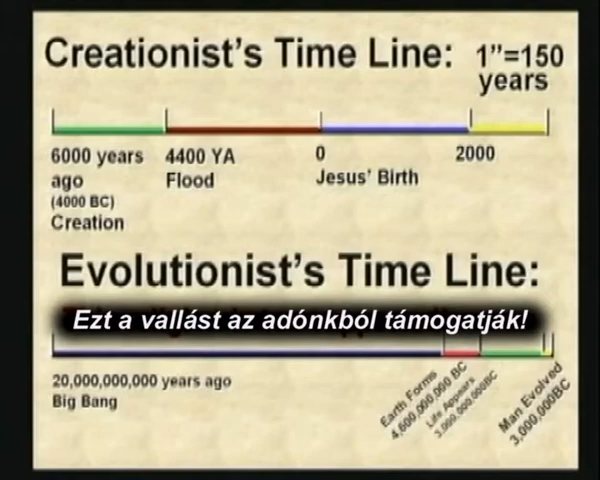 Creationist's Time Line: 1"=150
years
6000 years
ago
(4000 BC)
Creation
4400 YA
Flood
0
Jesus' Birth
2000
Evolutionist's Time Line:
Ezt a vallást az adónkból támogatják!
20,000,000,000 years ago
Big Bang
Earth Forms
4,600,000,000 BC
Life Appears
3,000,000,000BC
Man Evolved
3,000,000BC